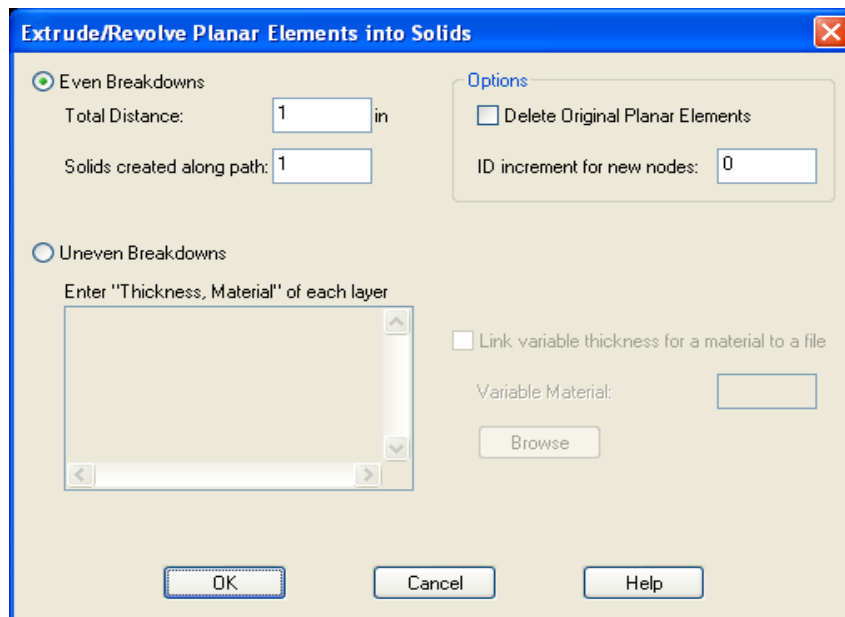 Extrude/Revolve Planar Elements into Solids
Even Breakdowns
Total Distance: 1 in
Solids created along path: 1
Options
Delete Original Planar Elements
ID increment for new nodes: 0
Uneven Breakdowns
Enter "Thickness, Material" of each layer
Link variable thickness for a material to a file
Variable Material:
Browse
OK Cancel Help